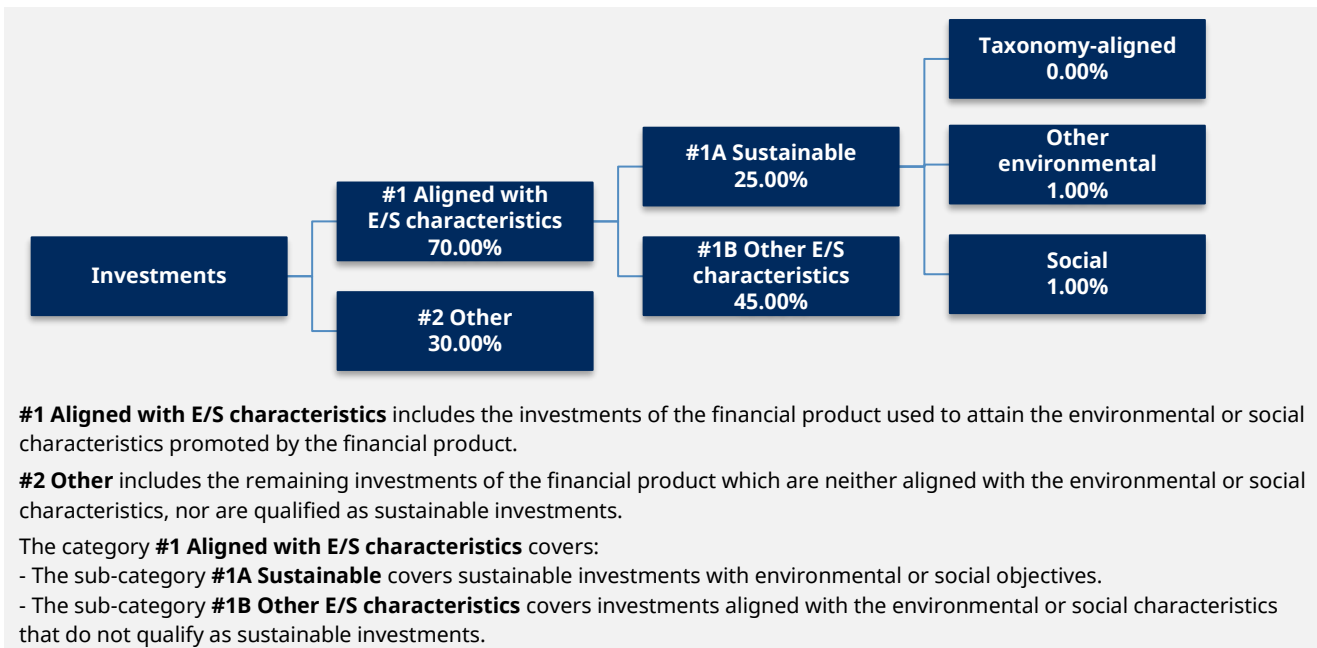 Taxonomy-aligned
0.00%
Other
environmental
1.00%
#1A Sustainable
25.00%
#1 Aligned with
E/S characteristics
70.00%
#1B Other E/S
characteristics
45.00%
Social
1.00%
Investments
#2 Other
30.00%
#1 Aligned with E/S characteristics includes the investments of the financial product used to attain the environmental or social
characteristics promoted by the financial product.
#2 Other includes the remaining investments of the financial product which are neither aligned with the environmental or social
characteristics, nor are qualified as sustainable investments.
The category #1 Aligned with E/S characteristics covers:
- The sub-category #1A Sustainable covers sustainable investments with environmental or social objectives.
- The sub-category #1B Other E/S characteristics covers investments aligned with the environmental or social characteristics
that do not qualify as sustainable investments.